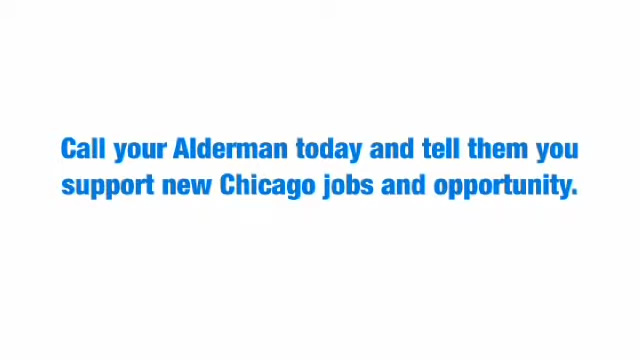 Call your Alderman today and tell them you
support new Chicago jobs and opportunity.